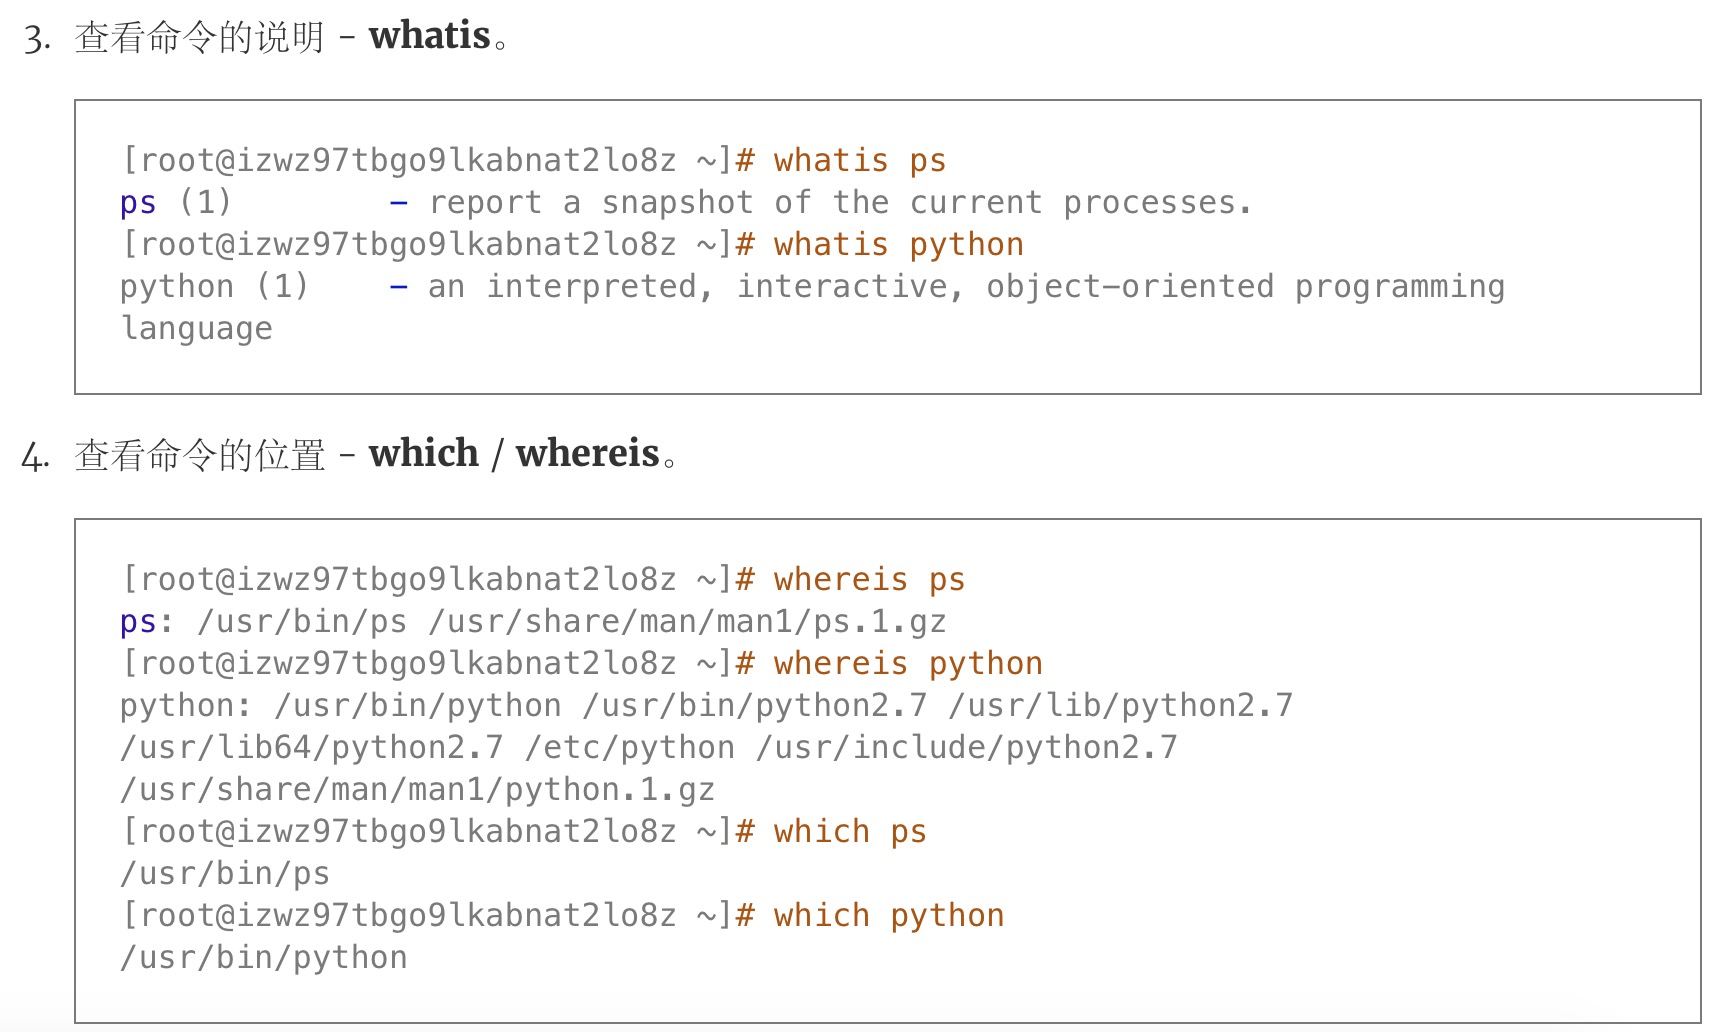 3. 查看命令的说明 - whatis。
[root@izwz97tbgo9lkabnat2lo8z ~]# whatis ps
ps (1)        - report a snapshot of the current processes.
[root@izwz97tbgo9lkabnat2lo8z ~]# whatis python
python (1)    - an interpreted, interactive, object-oriented programming
language
4. 查看命令的位置 - which / whereis。
[root@izwz97tbgo9lkabnat2lo8z ~]# whereis ps
ps: /usr/bin/ps /usr/share/man/man1/ps.1.gz
[root@izwz97tbgo9lkabnat2lo8z ~]# whereis python
python: /usr/bin/python /usr/bin/python2.7 /usr/lib/python2.7
/usr/lib64/python2.7 /etc/python /usr/include/python2.7
/usr/share/man/man1/python.1.gz
[root@izwz97tbgo9lkabnat2lo8z ~]# which ps
/usr/bin/ps
[root@izwz97tbgo9lkabnat2lo8z ~]# which python
/usr/bin/python